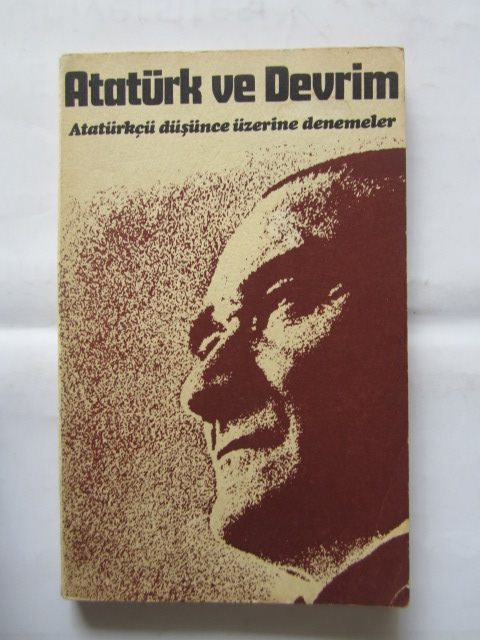 Atatürk ve Devrim
Atatürkçü düşünce üzerine denemeler